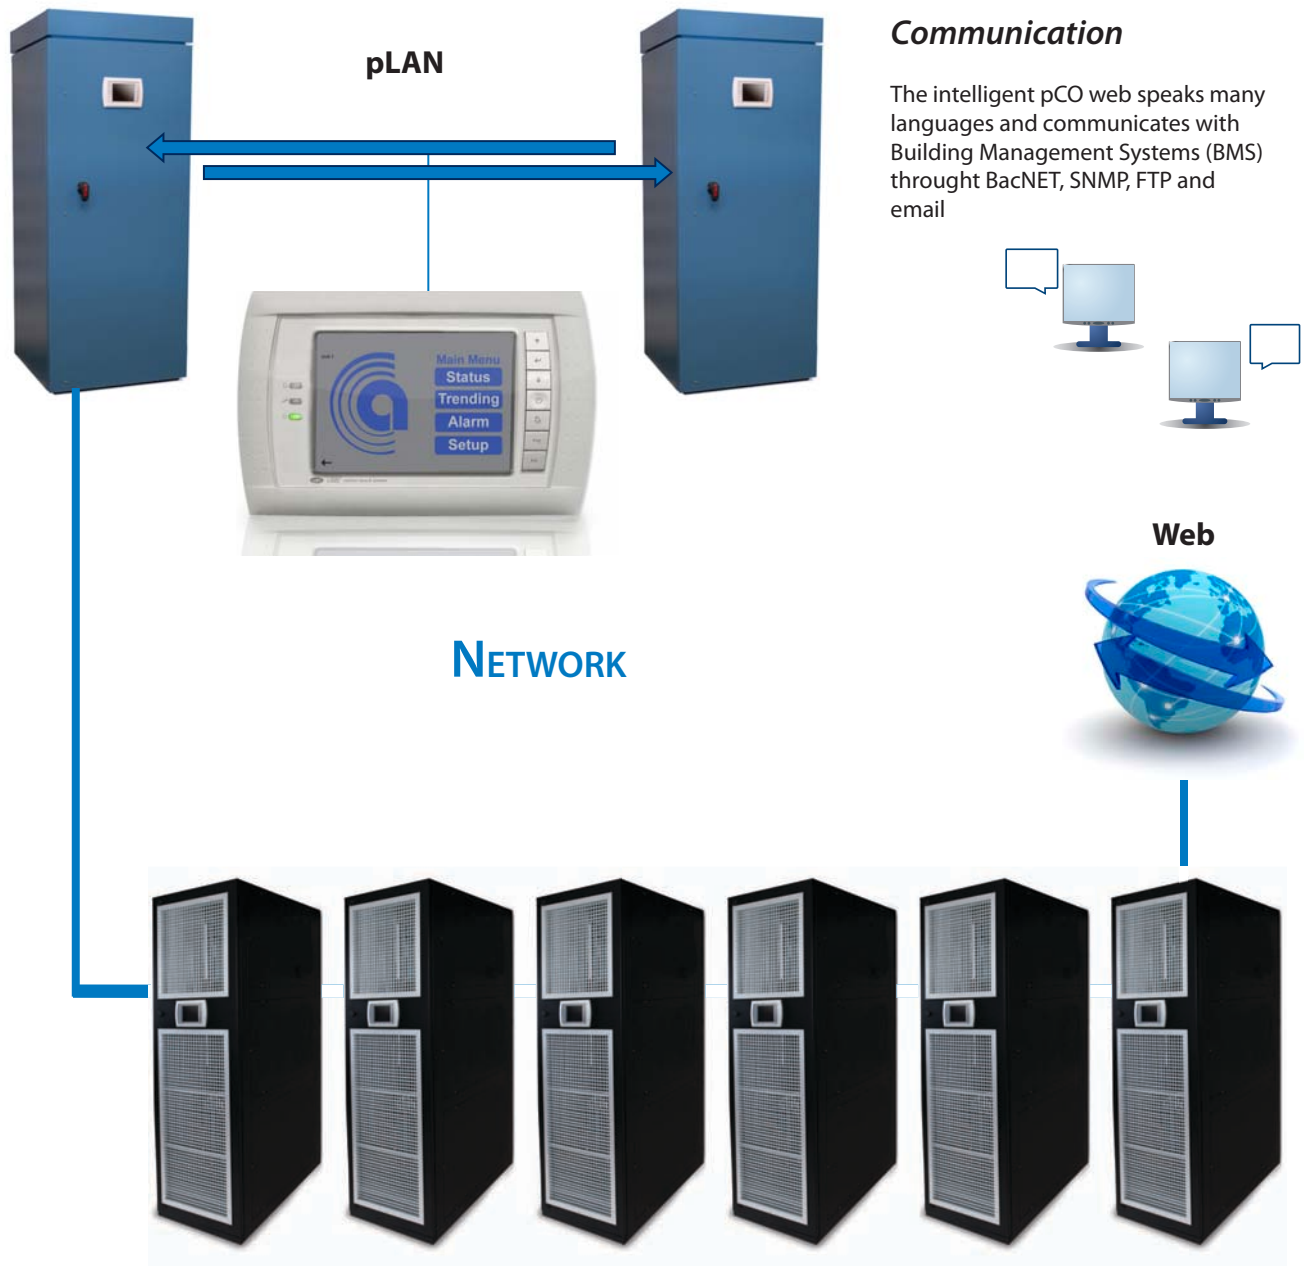 pLAN
Communication
The intelligent pCO web speaks many
languages and communicates with
Building Management Systems (BMS)
throught BacNET, SNMP, FTP and
email
Main Menu
Status
Trending
Alarm
Setup
Web
NETWORK